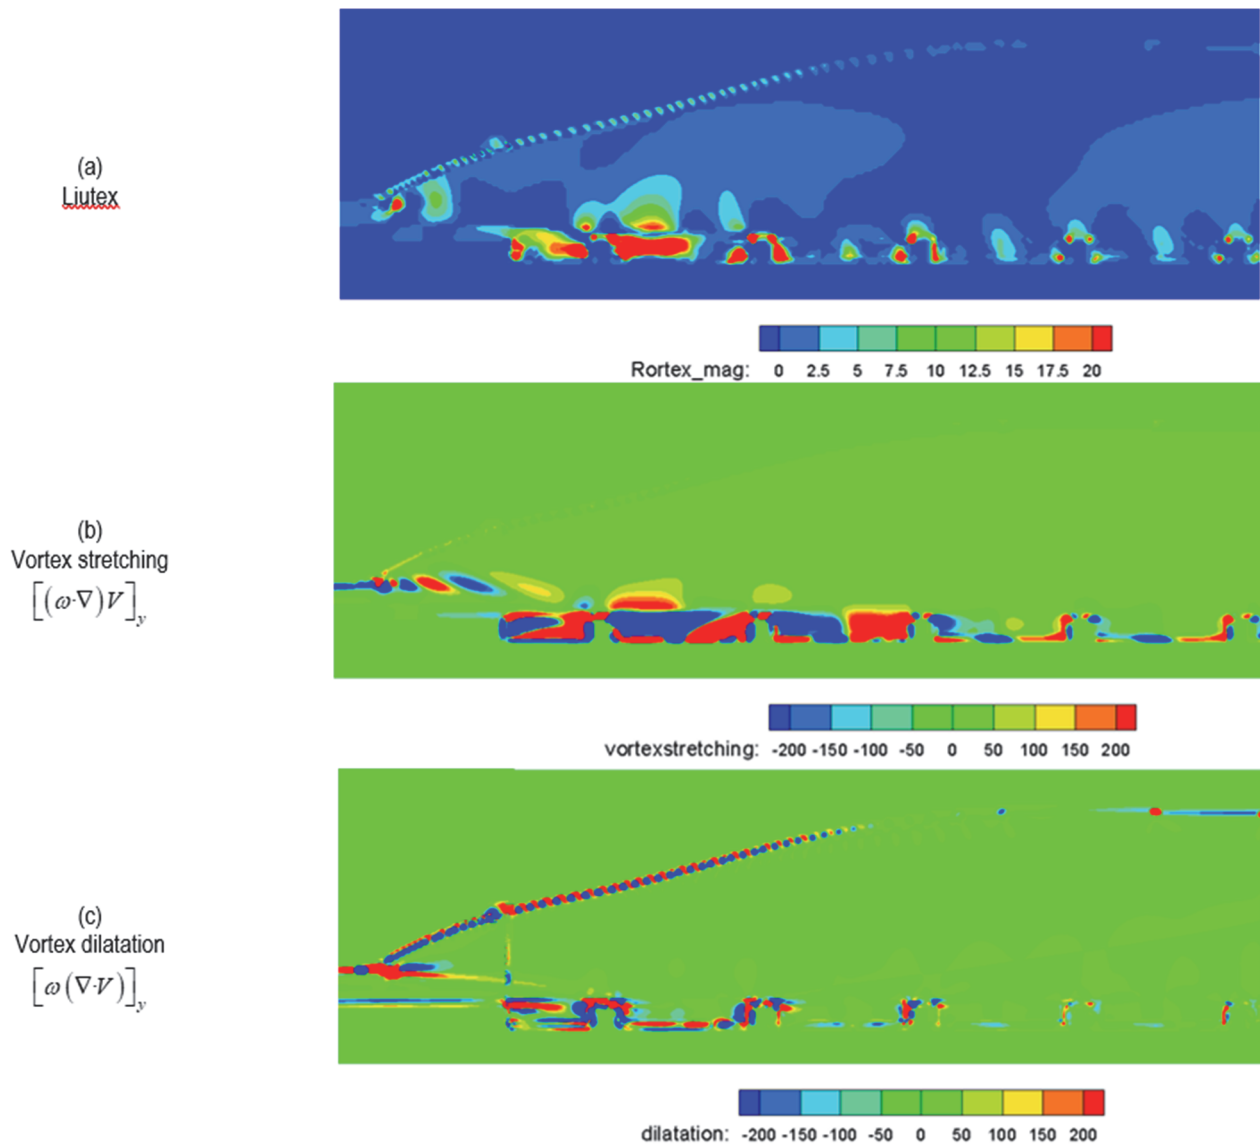 (a)
Liutex
Rortex_mag: 0 2.5 5 7.5 10 12.5 15 17.5 20
(b)
Vortex stretching
[(ω·∇)V]y
vortexstretching: -200 -150 -100 -50 0 50 100 150 200
(c)
Vortex dilatation
[ω(∇·V)]y
dilatation: -200 -150 -100 -50 0 50 100 150 200